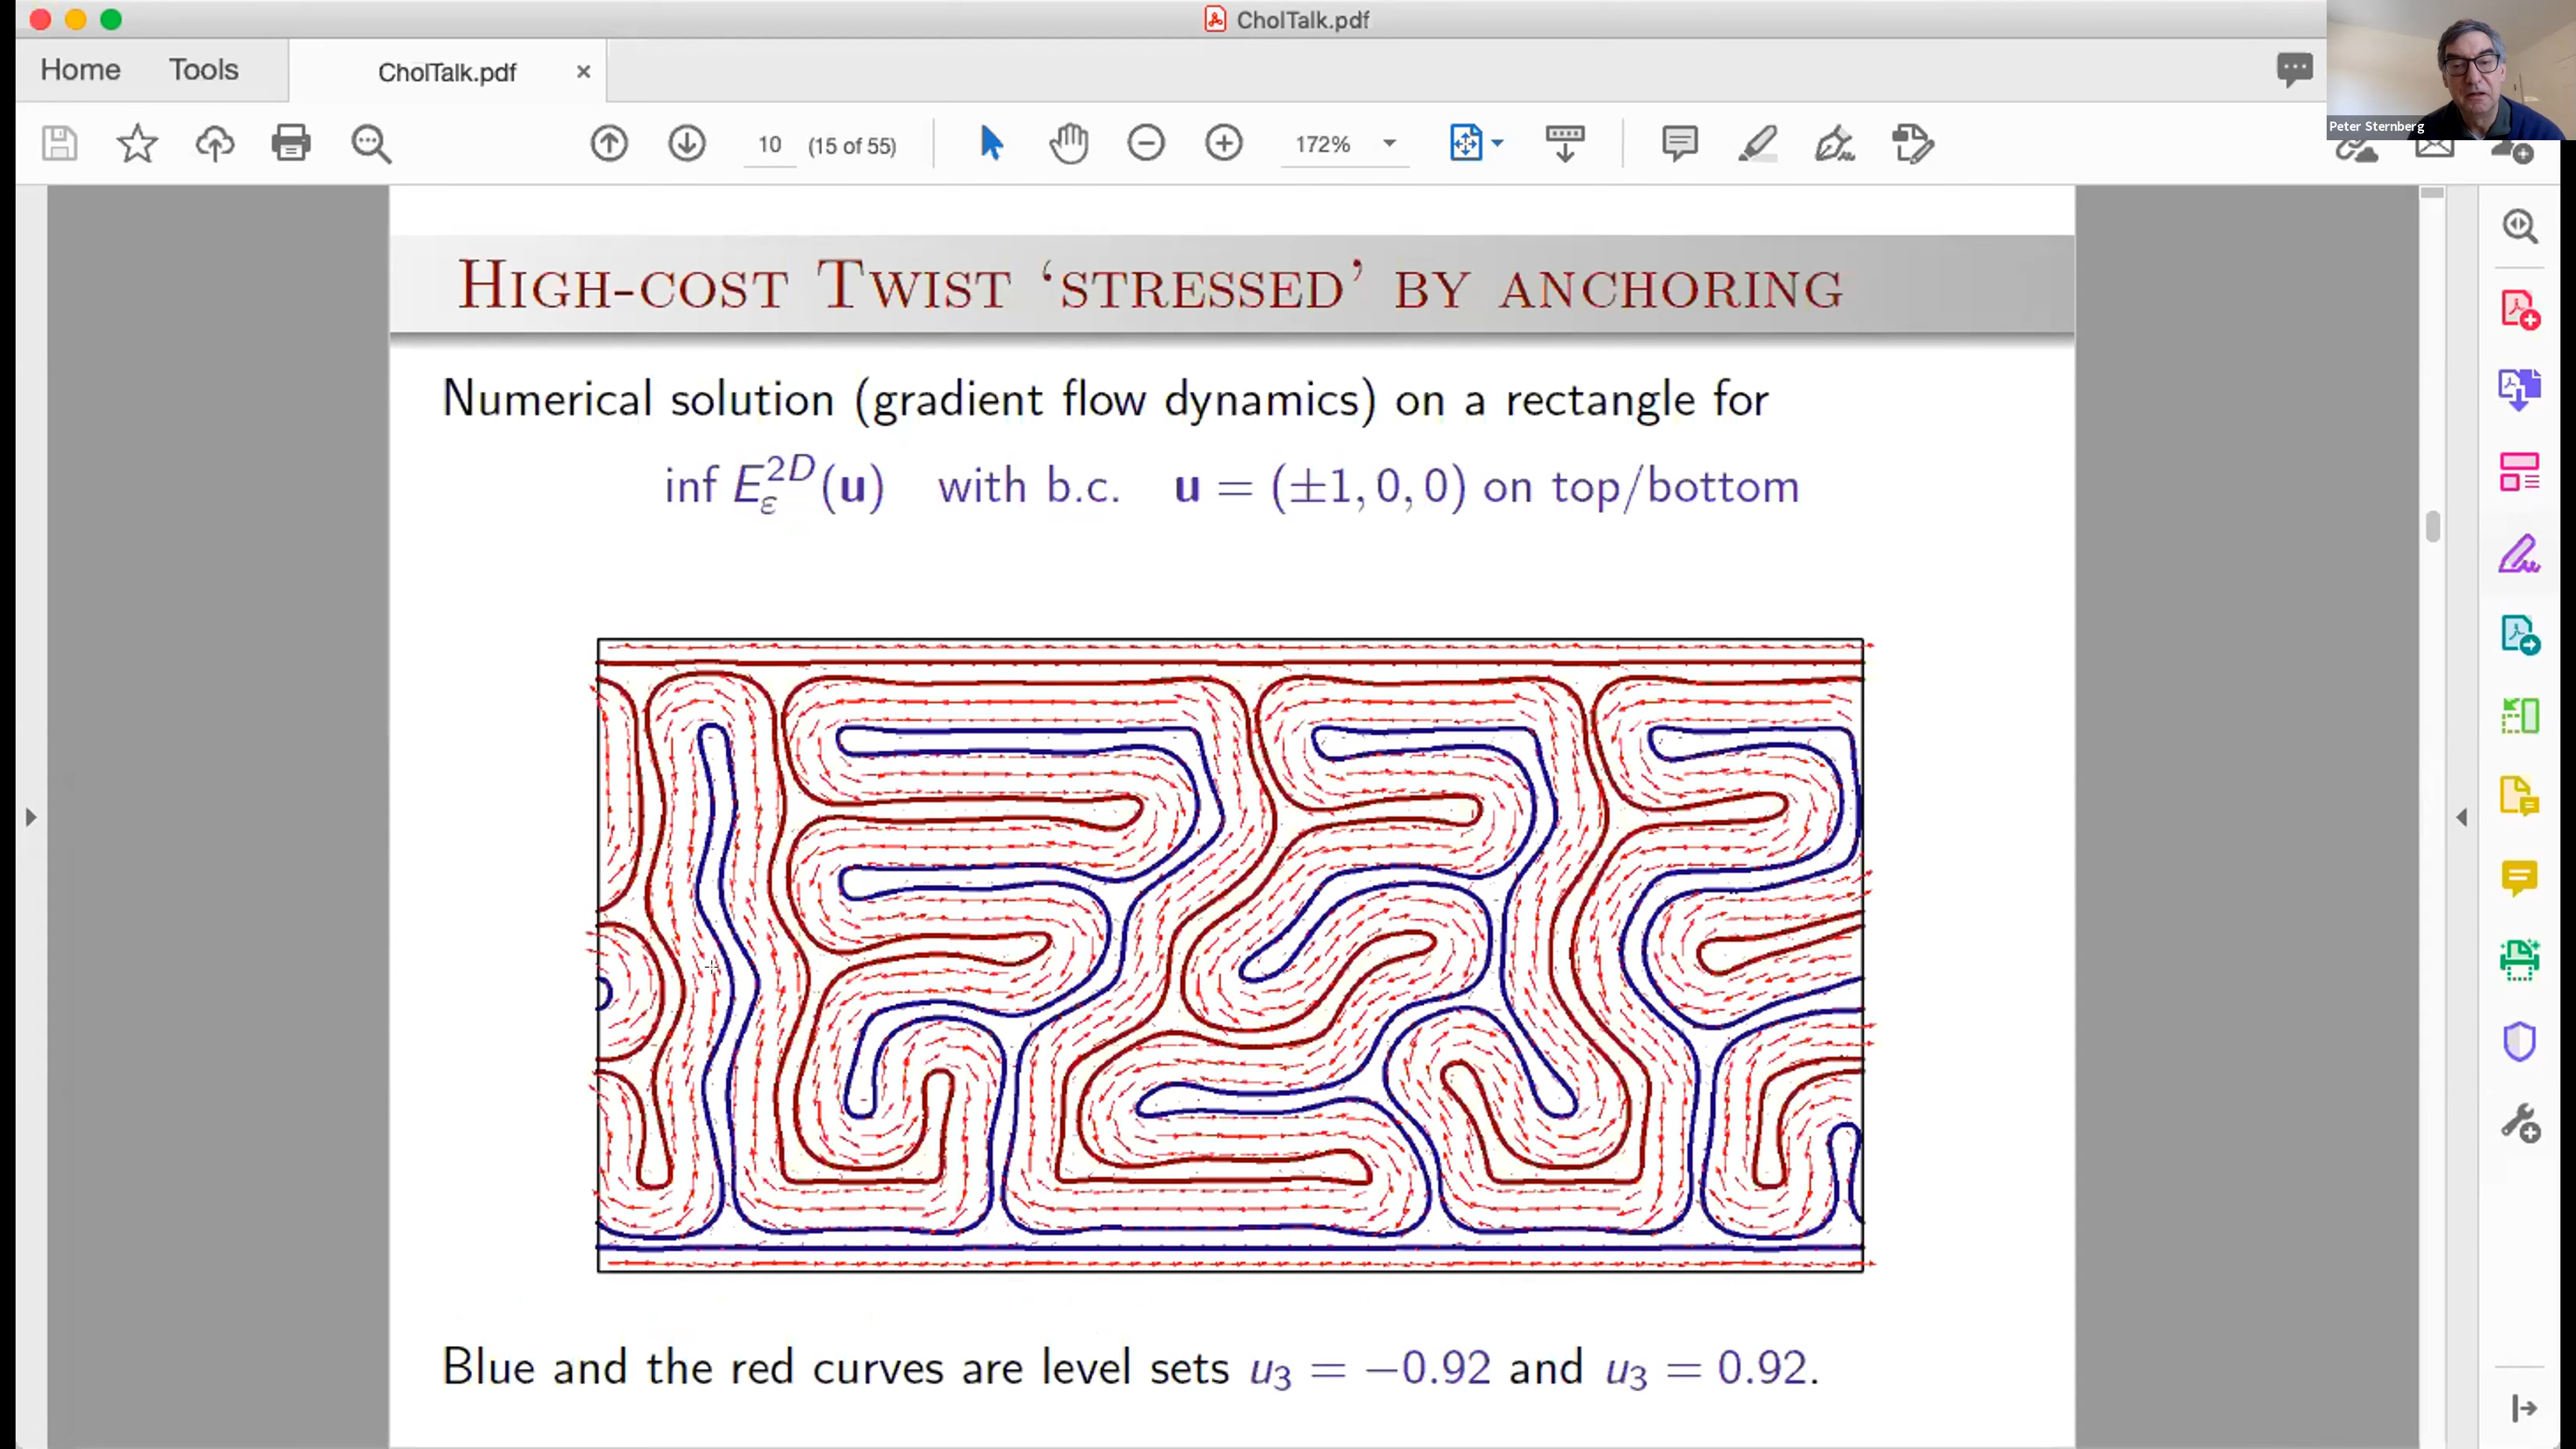 CholTalk.pdf
Home Tools CholTalk.pdf ×
Peter Sternberg
10 (15 of 55) 172%
High-cost Twist ‘stressed’ by anchoring
Numerical solution (gradient flow dynamics) on a rectangle for
inf E_ε^{2D}(u) with b.c. u = (±1, 0, 0) on top/bottom
Blue and the red curves are level sets u₃ = −0.92 and u₃ = 0.92.